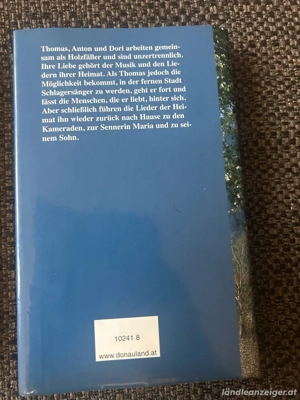 Thomas, Anton und Dori arbeiten gemein-
sam als Holzfäller und sind unzertrennlich.
Ihre Liebe gehört der Musik und den Lie-
dern ihrer Heimat. Als Thomas jedoch die
Möglichkeit bekommt, in der fernen Stadt
Schlagersänger zu werden, geht er fort und
lässt die Menschen, die er liebt, hinter sich.
Aber schließlich führen die Lieder der Hei-
mat ihn wieder zurück nach Hause zu den
Kameraden, zur Sennerin Maria und zu sei-
nem Sohn.
10241 8
www.donauland.at
ländleanzeiger.at